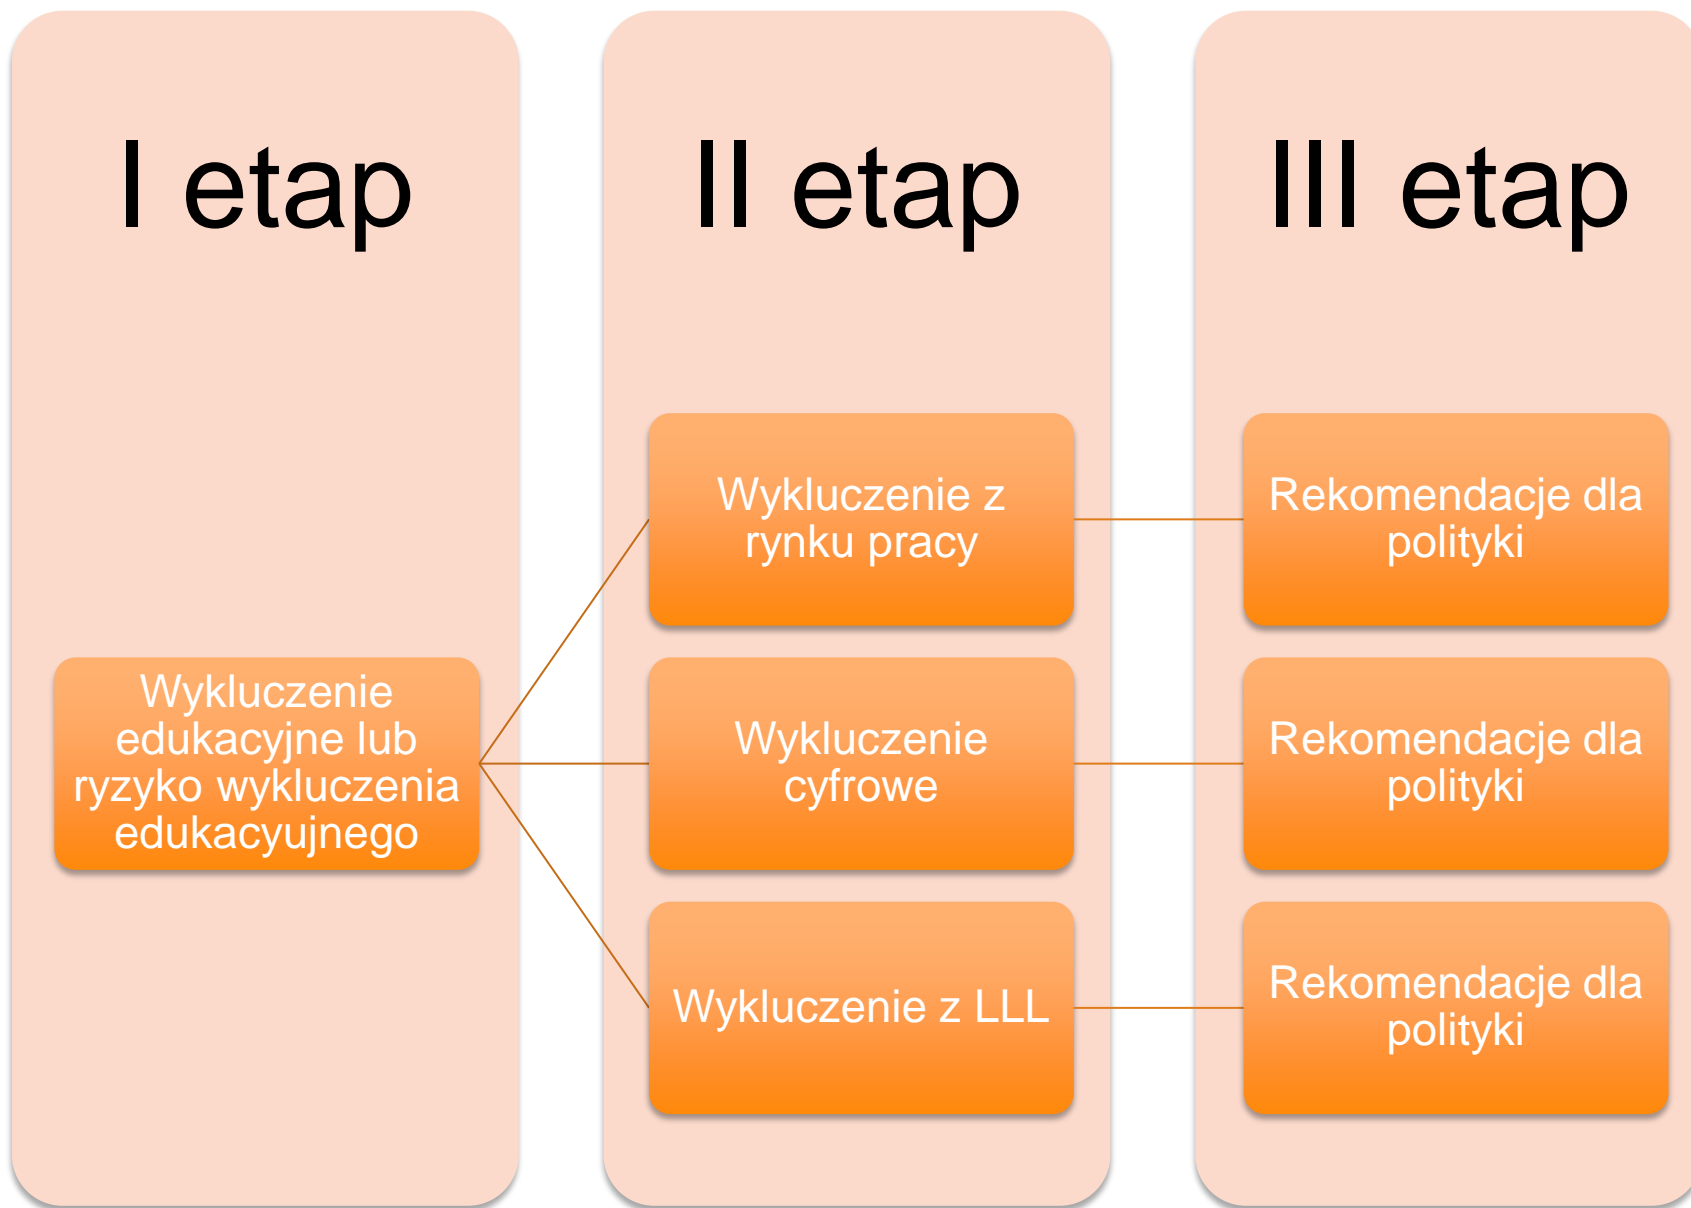 I etap
II etap
III etap
Wykluczenie
edukacyjne lub
ryzyko wykluczenia
edukacyujnego
Wykluczenie z
rynku pracy
Wykluczenie
cyfrowe
Wykluczenie z LLL
Rekomendacje dla
polityki
Rekomendacje dla
polityki
Rekomendacje dla
polityki